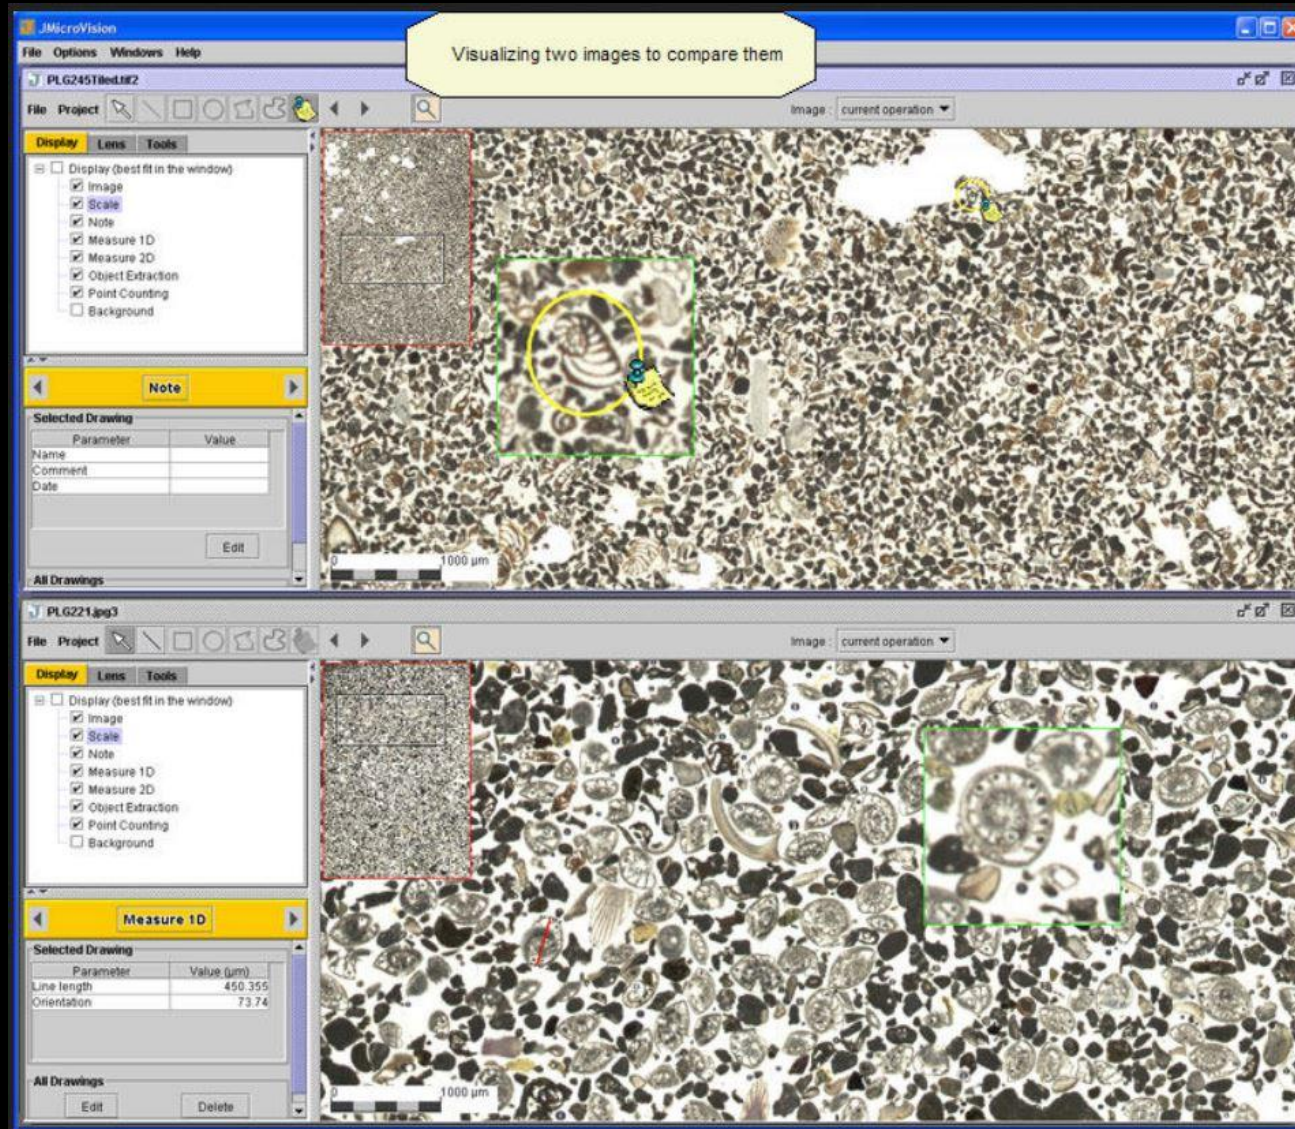 JMicroVision
Visualizing two images to compare them
File Options Windows Help
PLG245Tiled.tif2
File Project
Image : current operation
Display Lens Tools
Display (best fit in the window)
Image
Scale
Note
Measure 1D
Measure 2D
Object Extraction
Point Counting
Background
Note
Selected Drawing
Parameter Value
Name
Comment
Date
Edit
All Drawings
0 1000 µm
PLG221.jpg3
File Project
Image : current operation
Display Lens Tools
Display (best fit in the window)
Image
Scale
Note
Measure 1D
Measure 2D
Object Extraction
Point Counting
Background
Measure 1D
Selected Drawing
Parameter Value (µm)
Line length 450.355
Orientation 73.74
All Drawings
Edit Delete
0 1000 µm